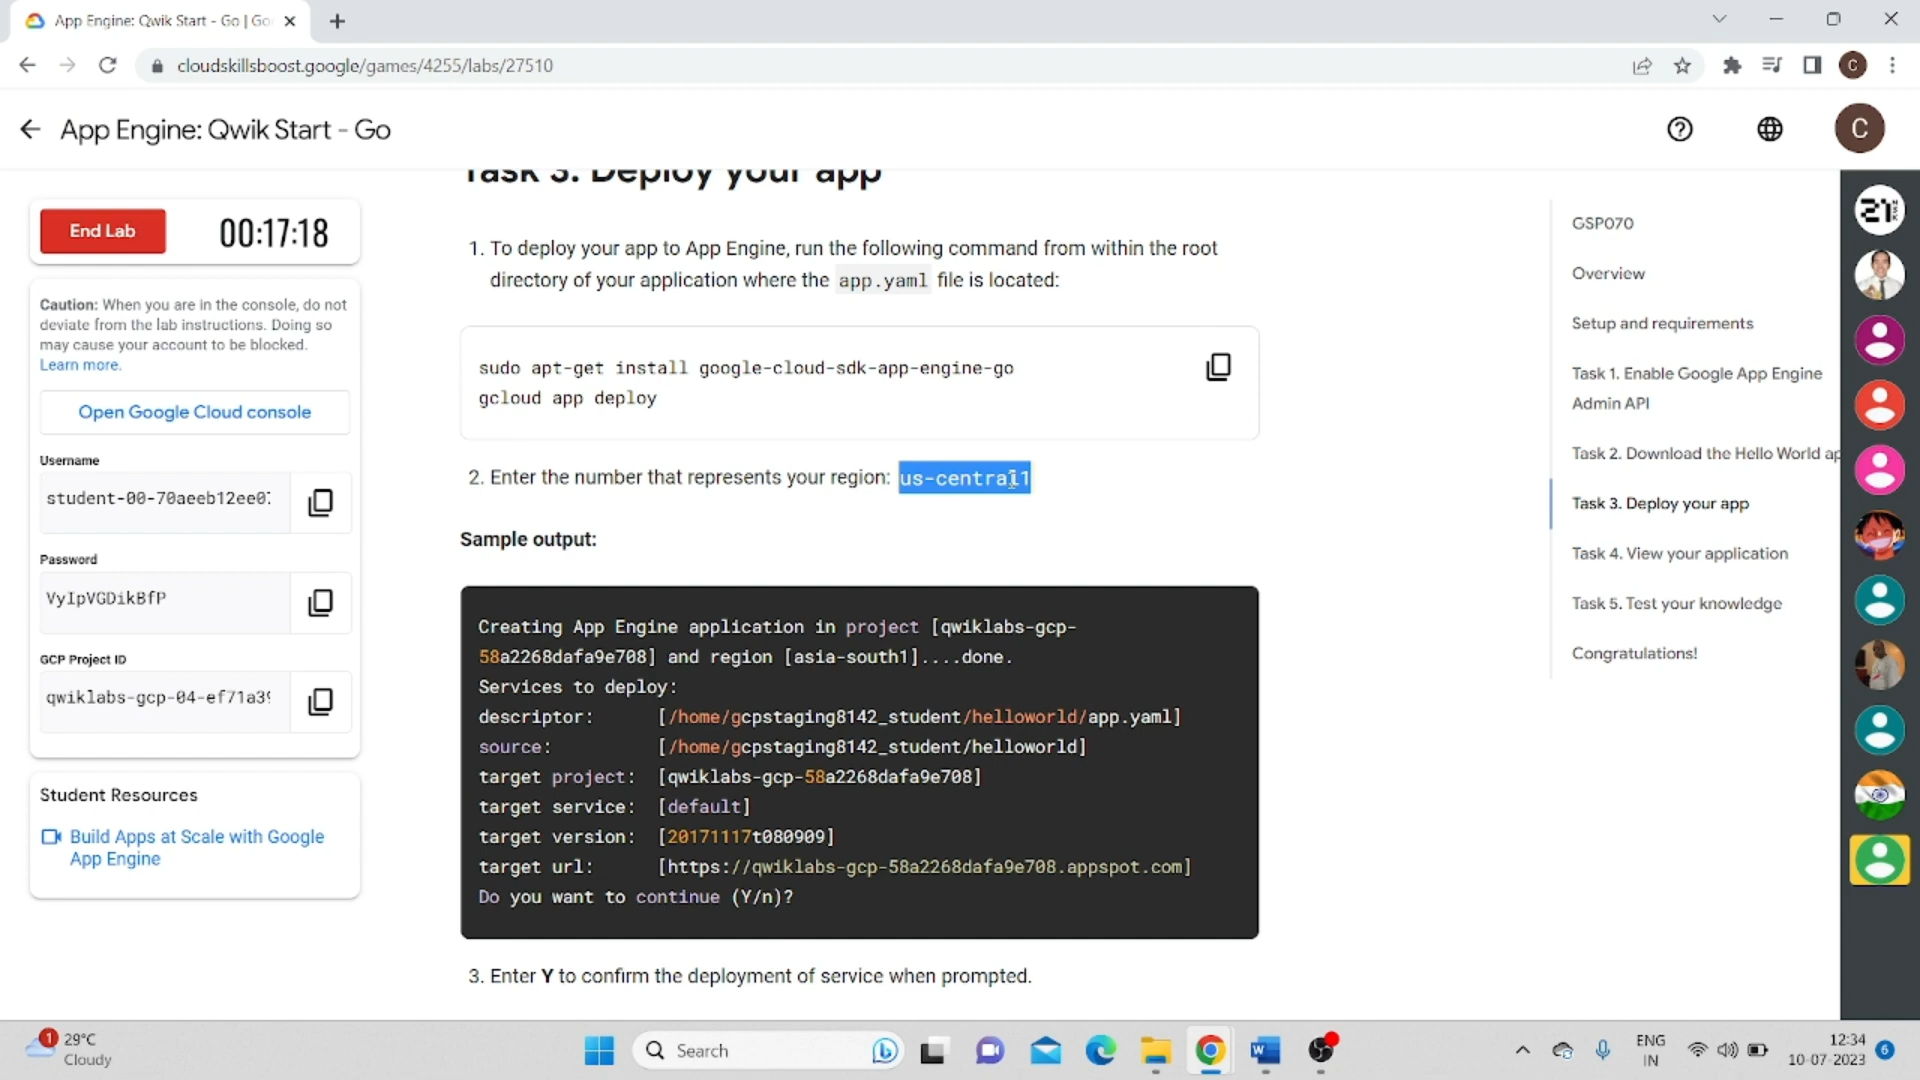 App Engine: Qwik Start - Go | Go
cloudskillsboost.google/games/4255/labs/27510
C
App Engine: Qwik Start - Go
C
Task 3. Deploy your app
End Lab
00:17:18
Caution: When you are in the console, do not
deviate from the lab instructions. Doing so
may cause your account to be blocked.
Learn more.
Open Google Cloud console
Username
student-00-70aeeb12ee0
Password
VyIpVGDikBfP
GCP Project ID
qwiklabs-gcp-04-ef71a39
Student Resources
Build Apps at Scale with Google
App Engine
1. To deploy your app to App Engine, run the following command from within the root
directory of your application where the app.yaml file is located:
sudo apt-get install google-cloud-sdk-app-engine-go
gcloud app deploy
2. Enter the number that represents your region: us-central1
Sample output:
Creating App Engine application in project [qwiklabs-gcp-
58a2268dafa9e708] and region [asia-south1]....done.
Services to deploy:
descriptor: [/home/gcpstaging8142_student/helloworld/app.yaml]
source: [/home/gcpstaging8142_student/helloworld]
target project: [qwiklabs-gcp-58a2268dafa9e708]
target service: [default]
target version: [20171117t080909]
target url: [https://qwiklabs-gcp-58a2268dafa9e708.appspot.com]
Do you want to continue (Y/n)?
3. Enter Y to confirm the deployment of service when prompted.
GSP070
Overview
Setup and requirements
Task 1. Enable Google App Engine
Admin API
Task 2. Download the Hello World ap
Task 3. Deploy your app
Task 4. View your application
Task 5. Test your knowledge
Congratulations!
21
1
29°C
Cloudy
Search
ENG
IN
12:34
10-07-2023
6